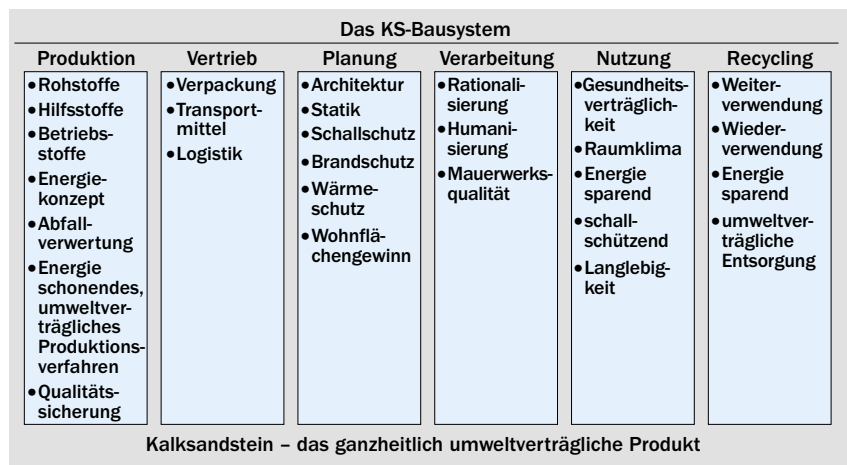 Das KS-Bausystem
Produktion
•Rohstoffe
•Hilfsstoffe
•Betriebs-
stoffe
•Energie-
konzept
•Abfall-
verwertung
•Energie
schonendes,
umweltver-
trägliches
Produktions-
verfahren
•Qualitäts-
sicherung
Vertrieb
•Verpackung
•Transport-
mittel
•Logistik
Planung
•Architektur
•Statik
•Schallschutz
•Brandschutz
•Wärme-
schutz
•Wohnflä-
chengewinn
Verarbeitung
•Rationali-
sierung
•Humani-
sierung
•Mauerwerks-
qualität
Nutzung
•Gesundheits-
verträglich-
keit
•Raumklima
•Energie
sparend
•schall-
schützend
•Langlebig-
keit
Recycling
•Weiter-
verwendung
•Wieder-
verwendung
•Energie
sparend
•umweltver-
trägliche
Entsorgung
Kalksandstein – das ganzheitlich umweltverträgliche Produkt